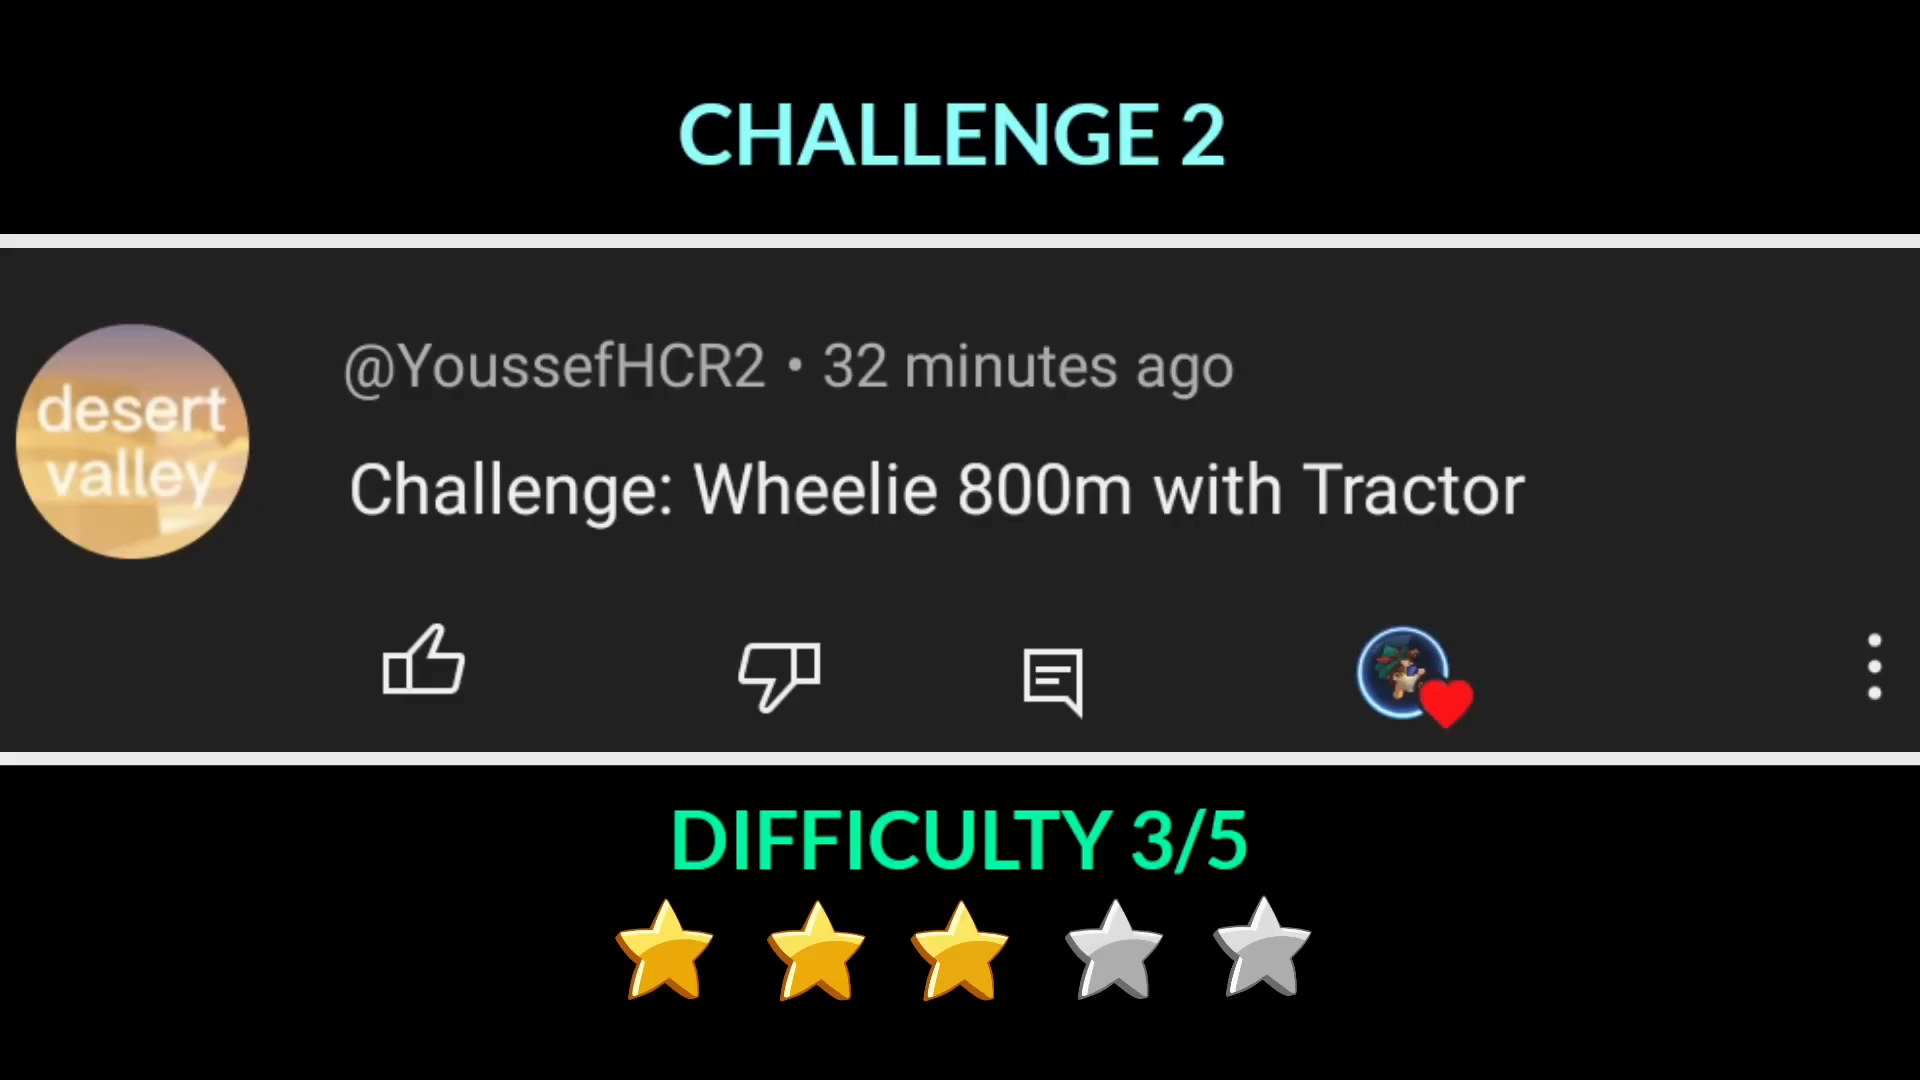 CHALLENGE 2
desert
valley
@YoussefHCR2 • 32 minutes ago
Challenge: Wheelie 800m with Tractor
DIFFICULTY 3/5